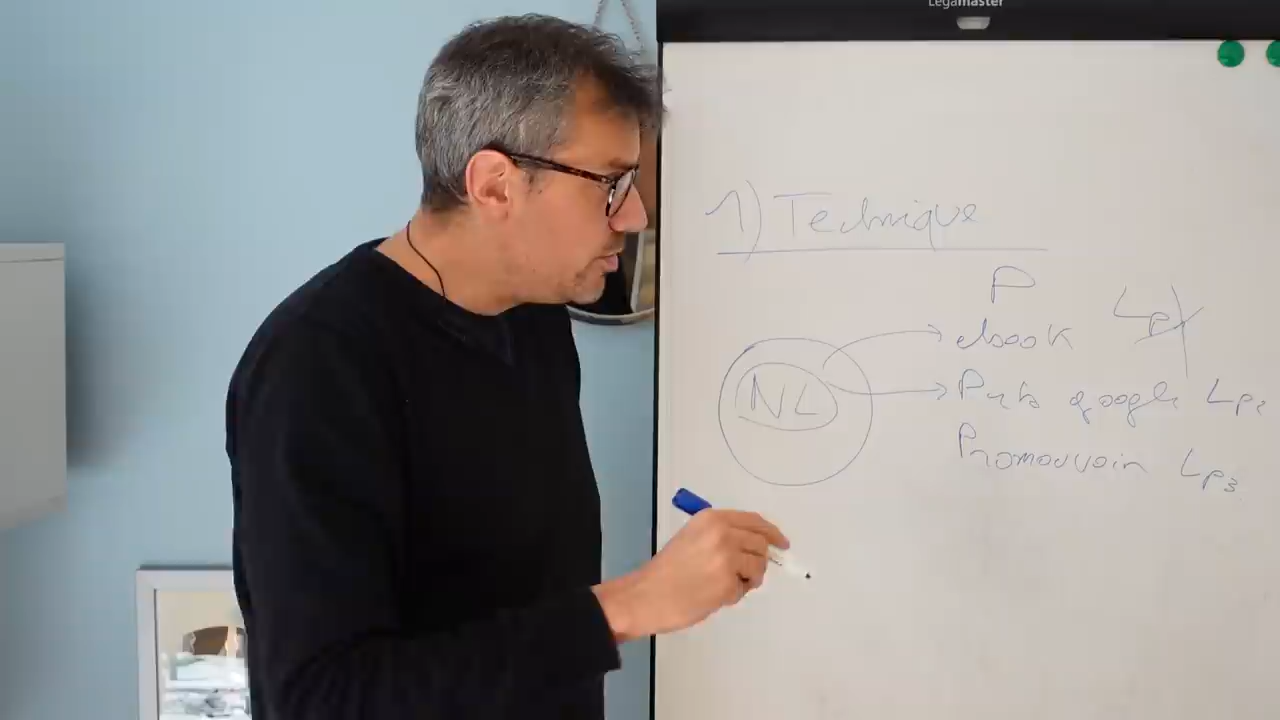 Legamaster
1) Technique
P
ebook LP1
NL
Pub google LP2
Promouvoir LP3